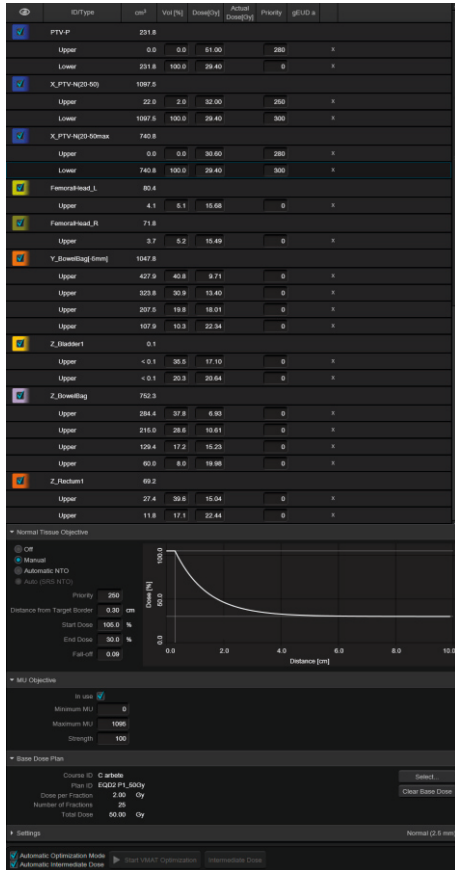 ID/Type cm³ Vol [%] Dose[Gy] Actual Dose[Gy] Priority gEUD a
PTV-P 231.8
Upper 0.0 0.0 51.00 280 x
Lower 231.8 100.0 29.40 0 x
X_PTV-N(20-50) 1097.5
Upper 22.0 2.0 32.00 250 x
Lower 1097.5 100.0 29.40 300 x
X_PTV-N(20-50max 740.8
Upper 0.0 0.0 30.60 280 x
Lower 740.8 100.0 29.40 300 x
FemoralHead_L 80.4
Upper 4.1 5.1 15.68 0 x
FemoralHead_R 71.8
Upper 3.7 5.2 15.49 0 x
Y_BowelBag[-6mm] 1047.8
Upper 427.9 40.8 9.71 0 x
Upper 323.8 30.9 13.40 0 x
Upper 207.5 19.8 18.01 0 x
Upper 107.9 10.3 22.34 0 x
Z_Bladder1 0.1
Upper < 0.1 35.5 17.10 0 x
Upper < 0.1 20.3 20.64 0 x
Z_BowelBag 752.3
Upper 284.4 37.8 6.93 0 x
Upper 215.0 28.6 10.61 0 x
Upper 129.4 17.2 15.23 0 x
Upper 60.0 8.0 19.98 0 x
Z_Rectum1 69.2
Upper 27.4 39.6 15.04 0 x
Upper 11.8 17.1 22.44 0 x
Normal Tissue Objective
Off
Manual
Automatic NTO
Auto (SRS NTO)
Priority 250
Distance from Target Border 0.30 cm
Start Dose 105.0 %
End Dose 30.0 %
Fall-off 0.09
Dose [%]
100.0
50.0
0.0
0.0 2.0 4.0 6.0 8.0 10.0
Distance [cm]
MU Objective
In use
Minimum MU 0
Maximum MU 1095
Strength 100
Base Dose Plan
Course ID C arbete
Plan ID EQD2 P1_50Gy
Dose per Fraction 2.00 Gy
Number of Fractions 25
Total Dose 50.00 Gy
Select...
Clear Base Dose
Settings Normal (2.5 mm)
Automatic Optimization Mode
Automatic Intermediate Dose
Start VMAT Optimization
Intermediate Dose